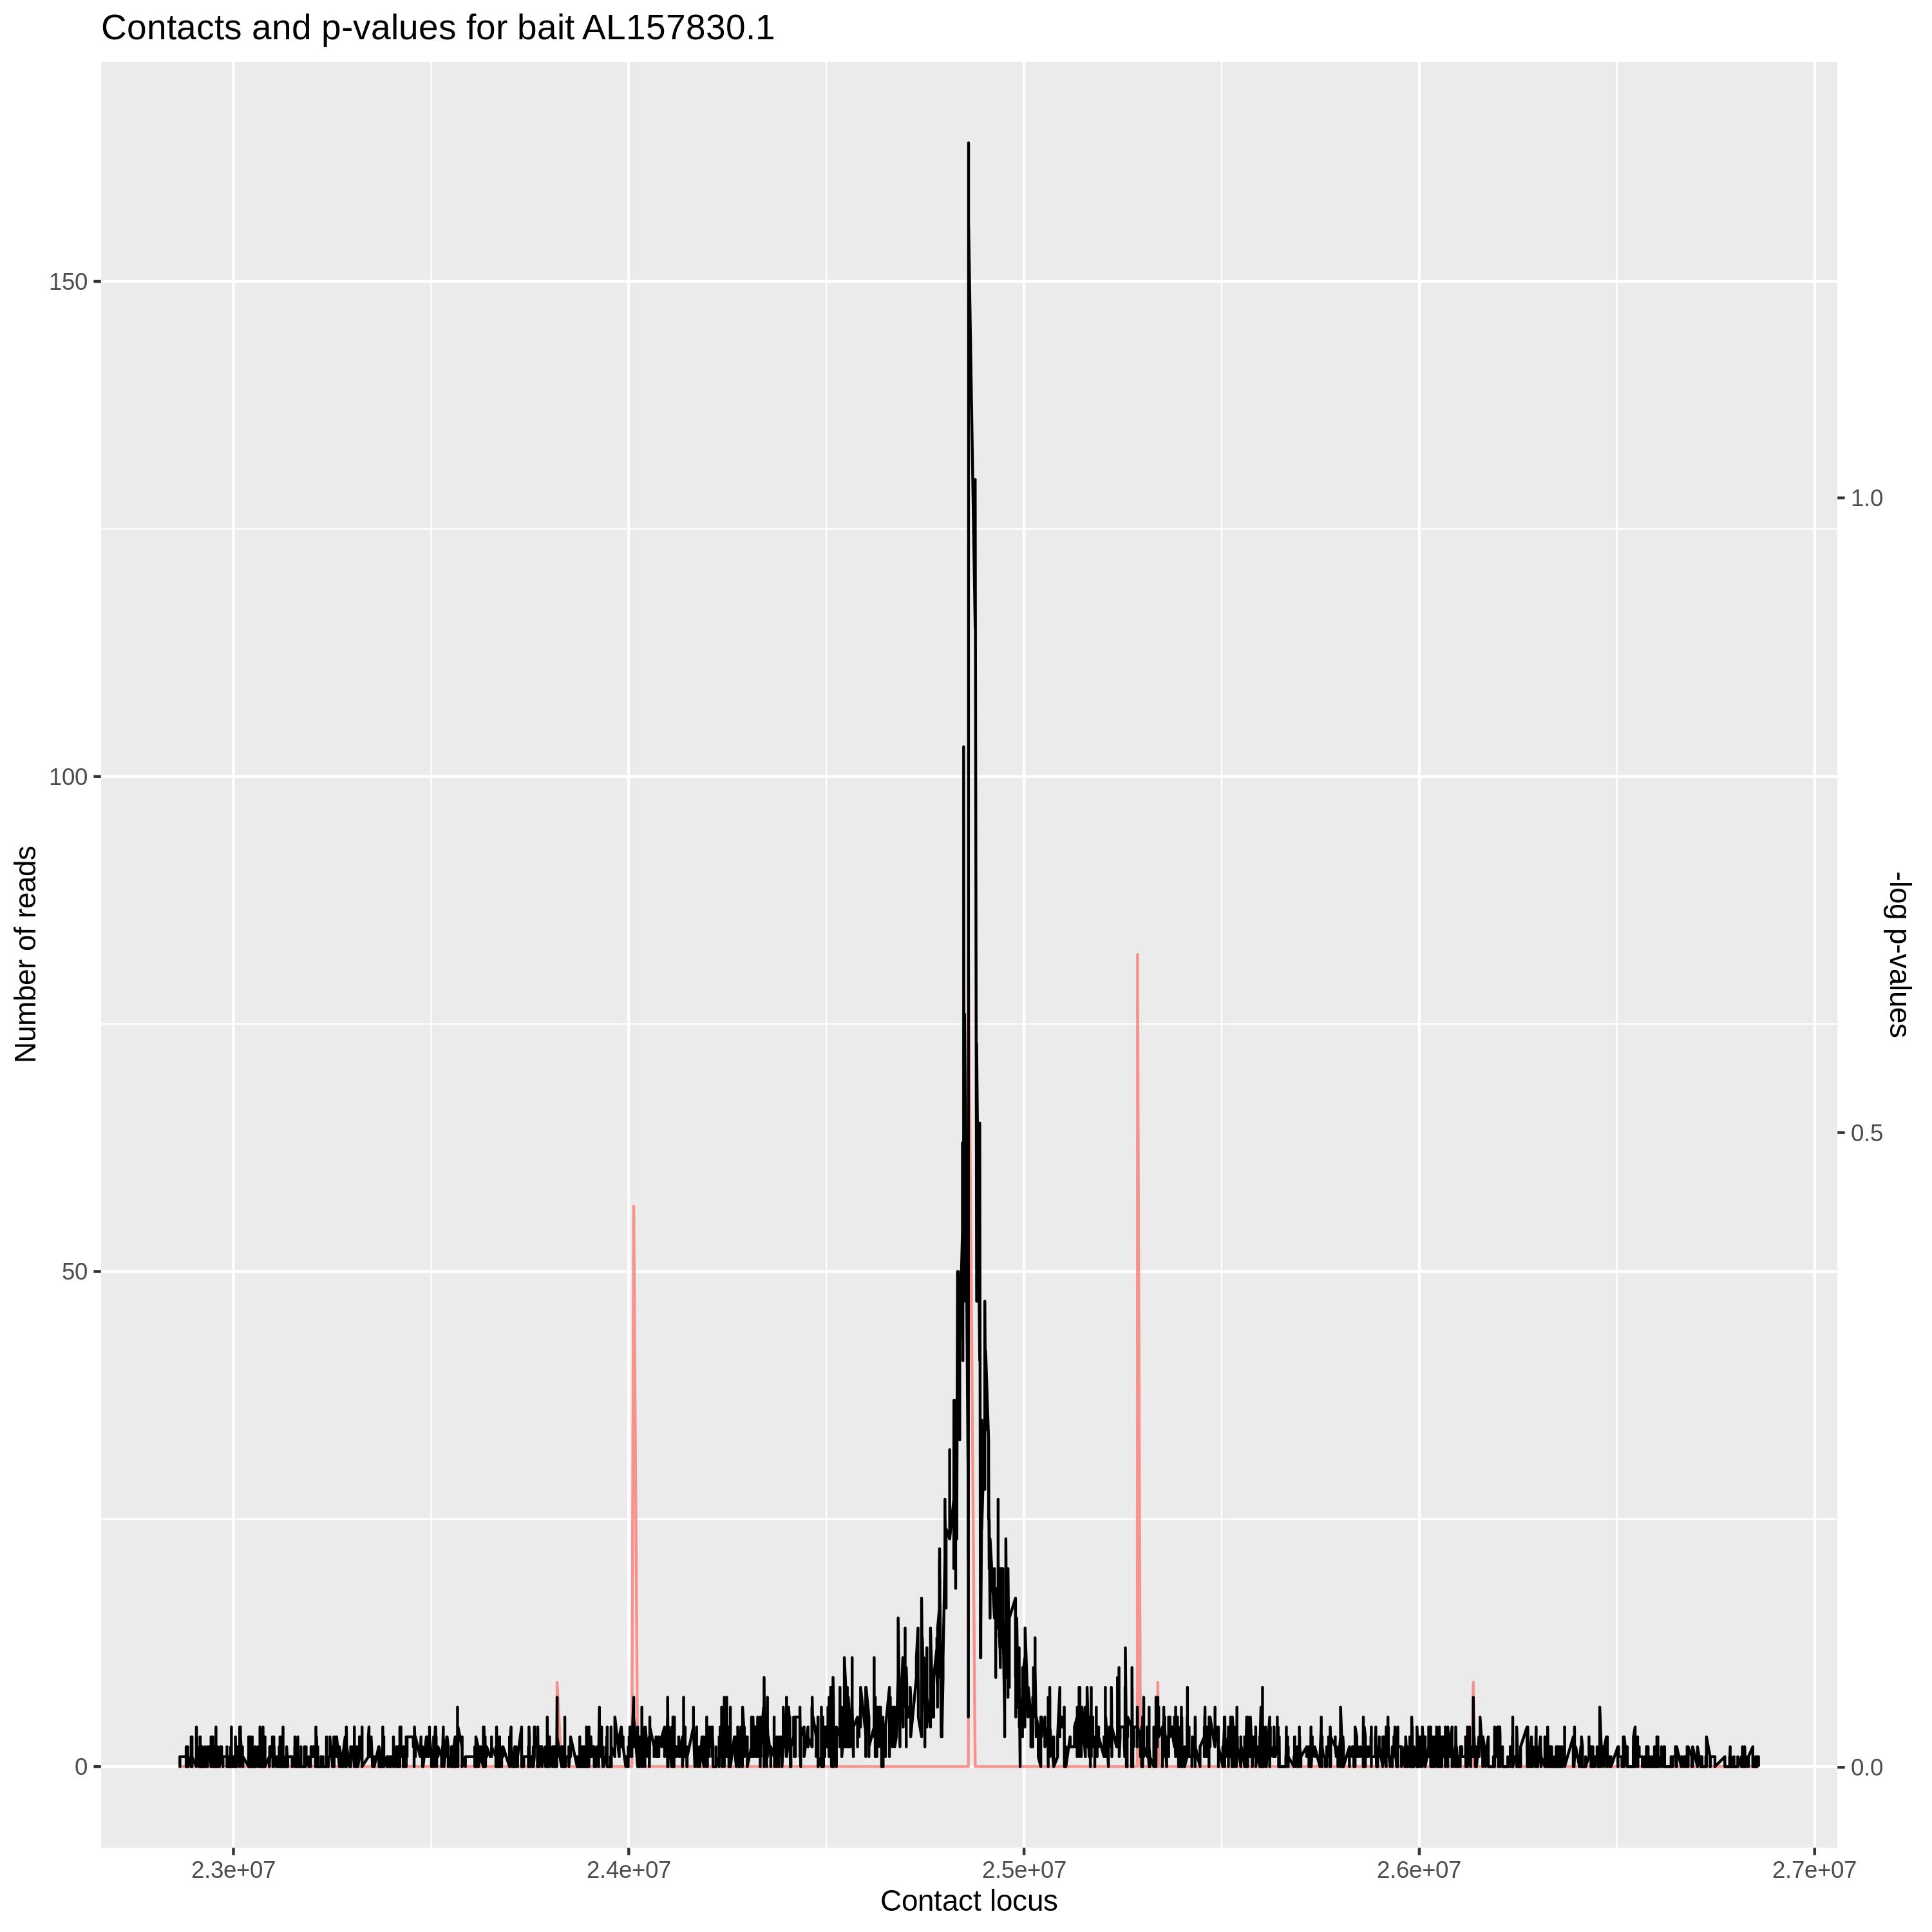 Contacts and p-values for bait AL157830.1
150
100
50
0
Number of reads
1.0
0.5
0.0
-log p-values
2.3e+07
2.4e+07
2.5e+07
2.6e+07
2.7e+07
Contact locus